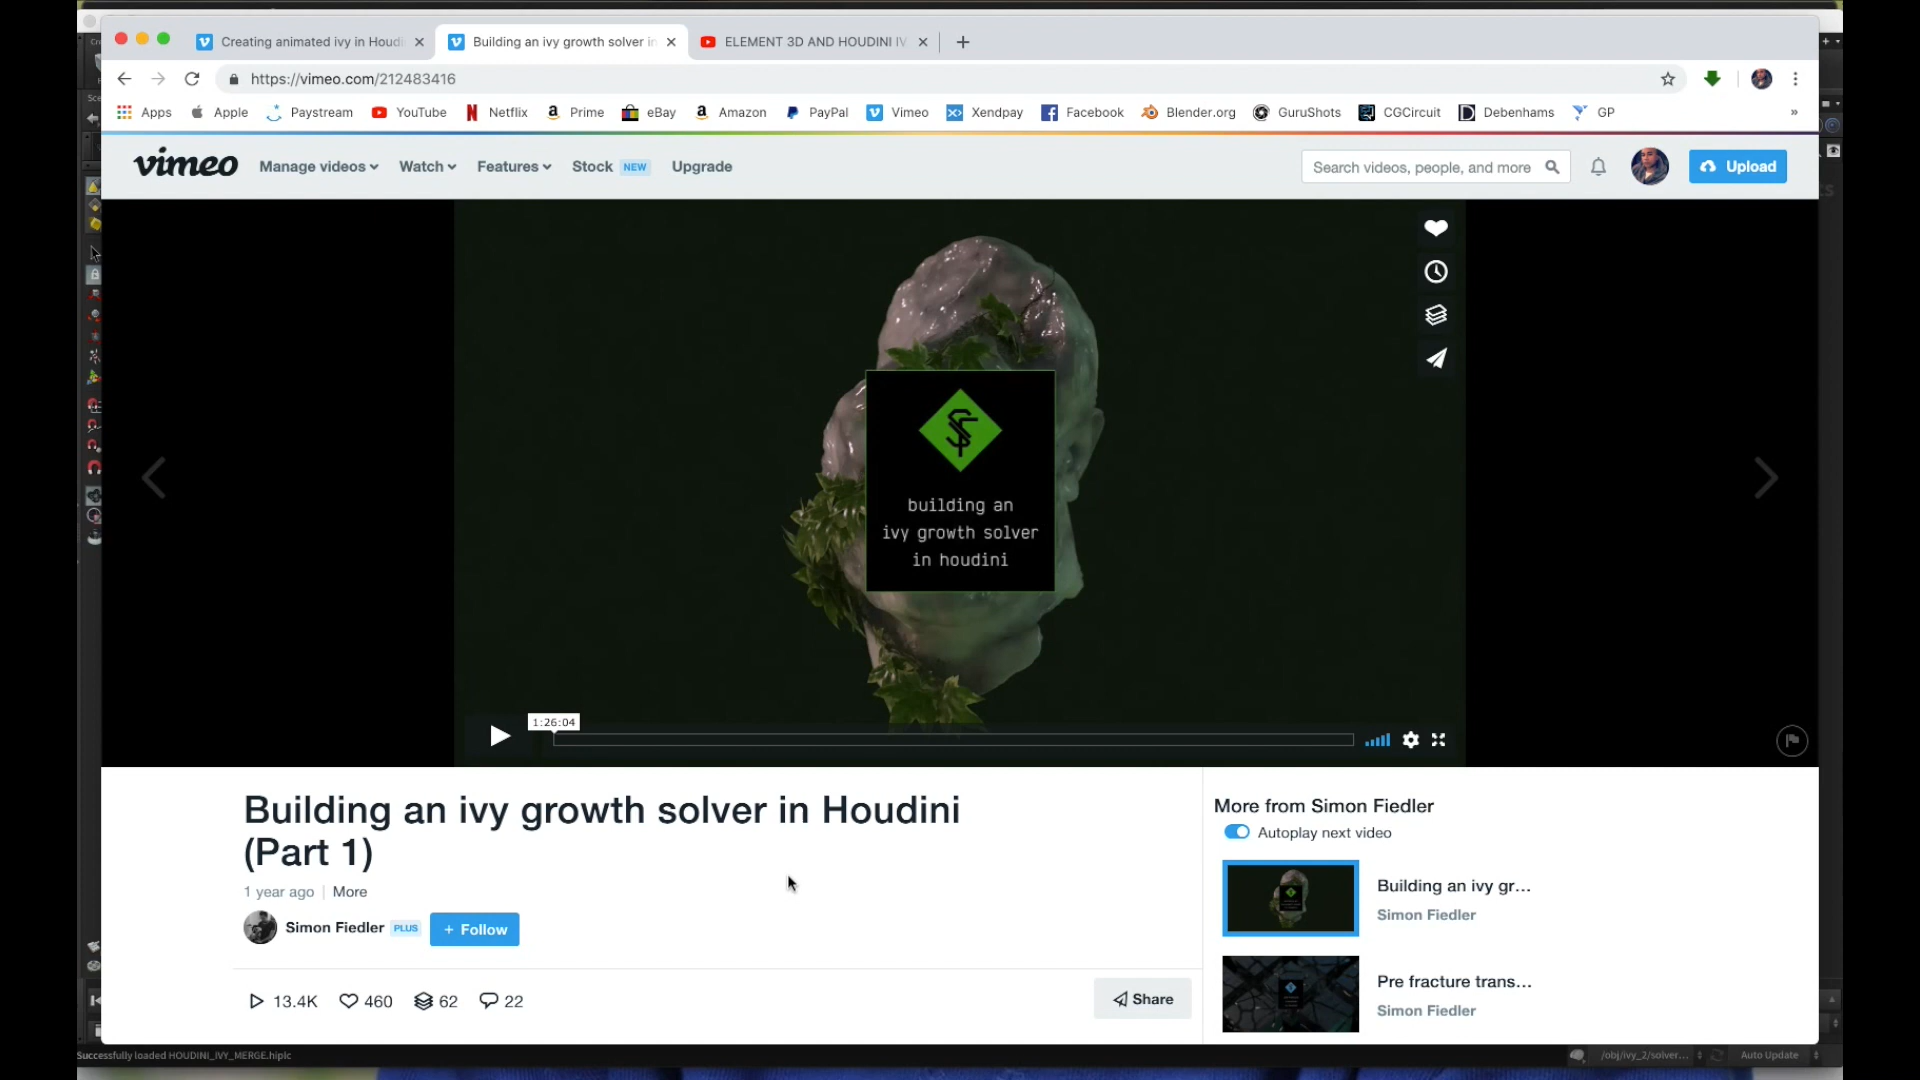 Creating animated ivy in Houdi
Building an ivy growth solver in
ELEMENT 3D AND HOUDINI IV
https://vimeo.com/212483416
Apps Apple Paystream YouTube Netflix Prime eBay Amazon PayPal Vimeo Xendpay Facebook Blender.org GuruShots CGCircuit Debenhams GP »
vimeo Manage videos Watch Features Stock NEW Upgrade Search videos, people, and more Upload
building an
ivy growth solver
in houdini
1:26:04
Building an ivy growth solver in Houdini
(Part 1)
1 year ago | More
Simon Fiedler PLUS + Follow
13.4K 460 62 22
Share
More from Simon Fiedler
Autoplay next video
Building an ivy gr...
Simon Fiedler
Pre fracture trans...
Simon Fiedler
Successfully loaded HOUDINI_IVY_MERGE.hiplc
/obj/ivy_2/solver... Auto Update